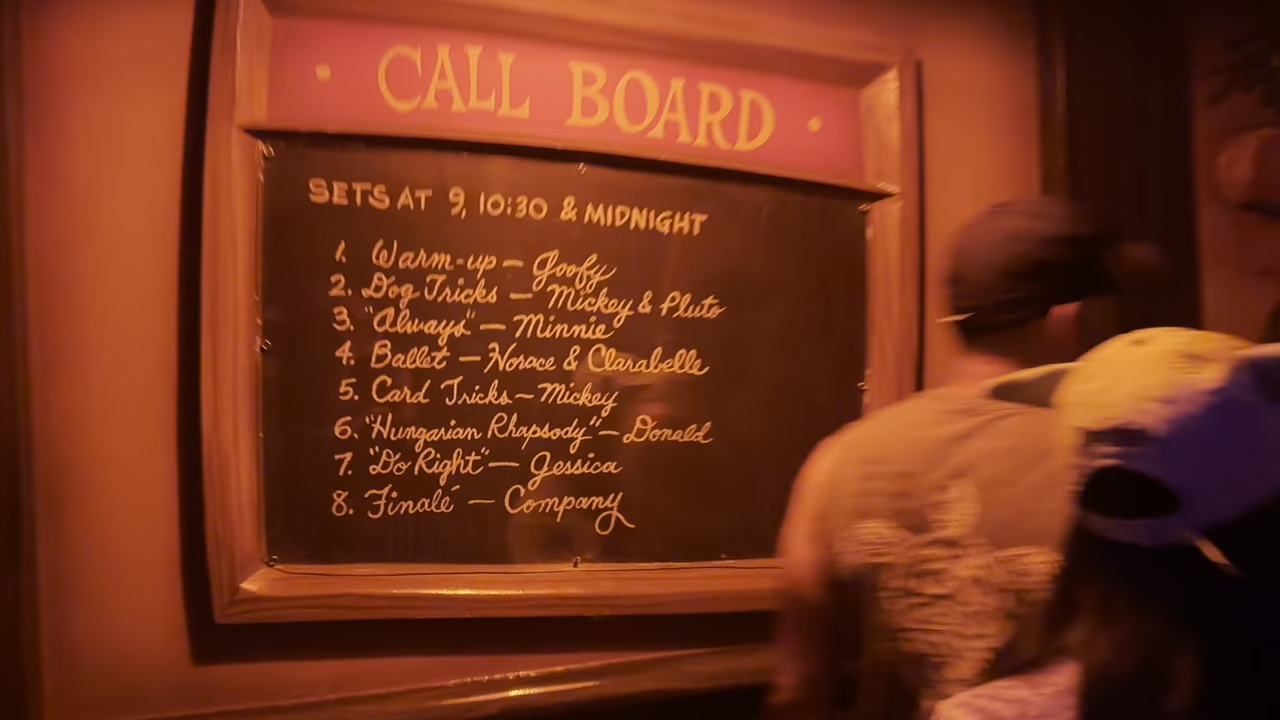 · CALL BOARD ·
SETS AT 9, 10:30 & MIDNIGHT
1. Warm-up — Goofy
2. Dog Tricks — Mickey & Pluto
3. "Always" — Minnie
4. Ballet — Horace & Clarabelle
5. Card Tricks — Mickey
6. "Hungarian Rhapsody" — Donald
7. "Do Right" — Jessica
8. Finalé — Company